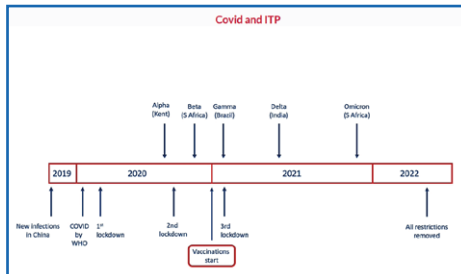 Covid and ITP
Alpha
(Kent)
Beta
(S Africa)
Gamma
(Brasil)
Delta
(India)
Omicron
(S Africa)
2019
2020
2021
2022
New infections
in China
COVID
by
WHO
1st
lockdown
2nd
lockdown
Vaccinations
start
3rd
lockdown
All restrictions
removed